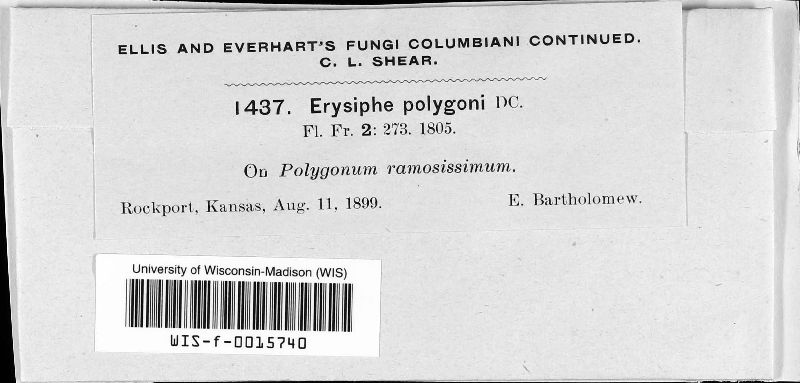 ELLIS AND EVERHART'S FUNGI COLUMBIANI CONTINUED.
C. L. SHEAR.
1437. Erysiphe polygoni DC.
Fl. Fr. 2: 273. 1805.
On Polygonum ramosissimum.
Rockport, Kansas, Aug. 11, 1899. E. Bartholomew.
University of Wisconsin-Madison (WIS)
WIS-f-0015740